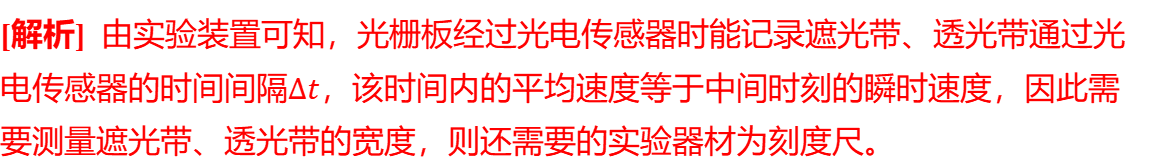 [解析] 由实验装置可知，光栅板经过光电传感器时能记录遮光带、透光带通过光
电传感器的时间间隔Δt，该时间内的平均速度等于中间时刻的瞬时速度，因此需
要测量遮光带、透光带的宽度，则还需要的实验器材为刻度尺。